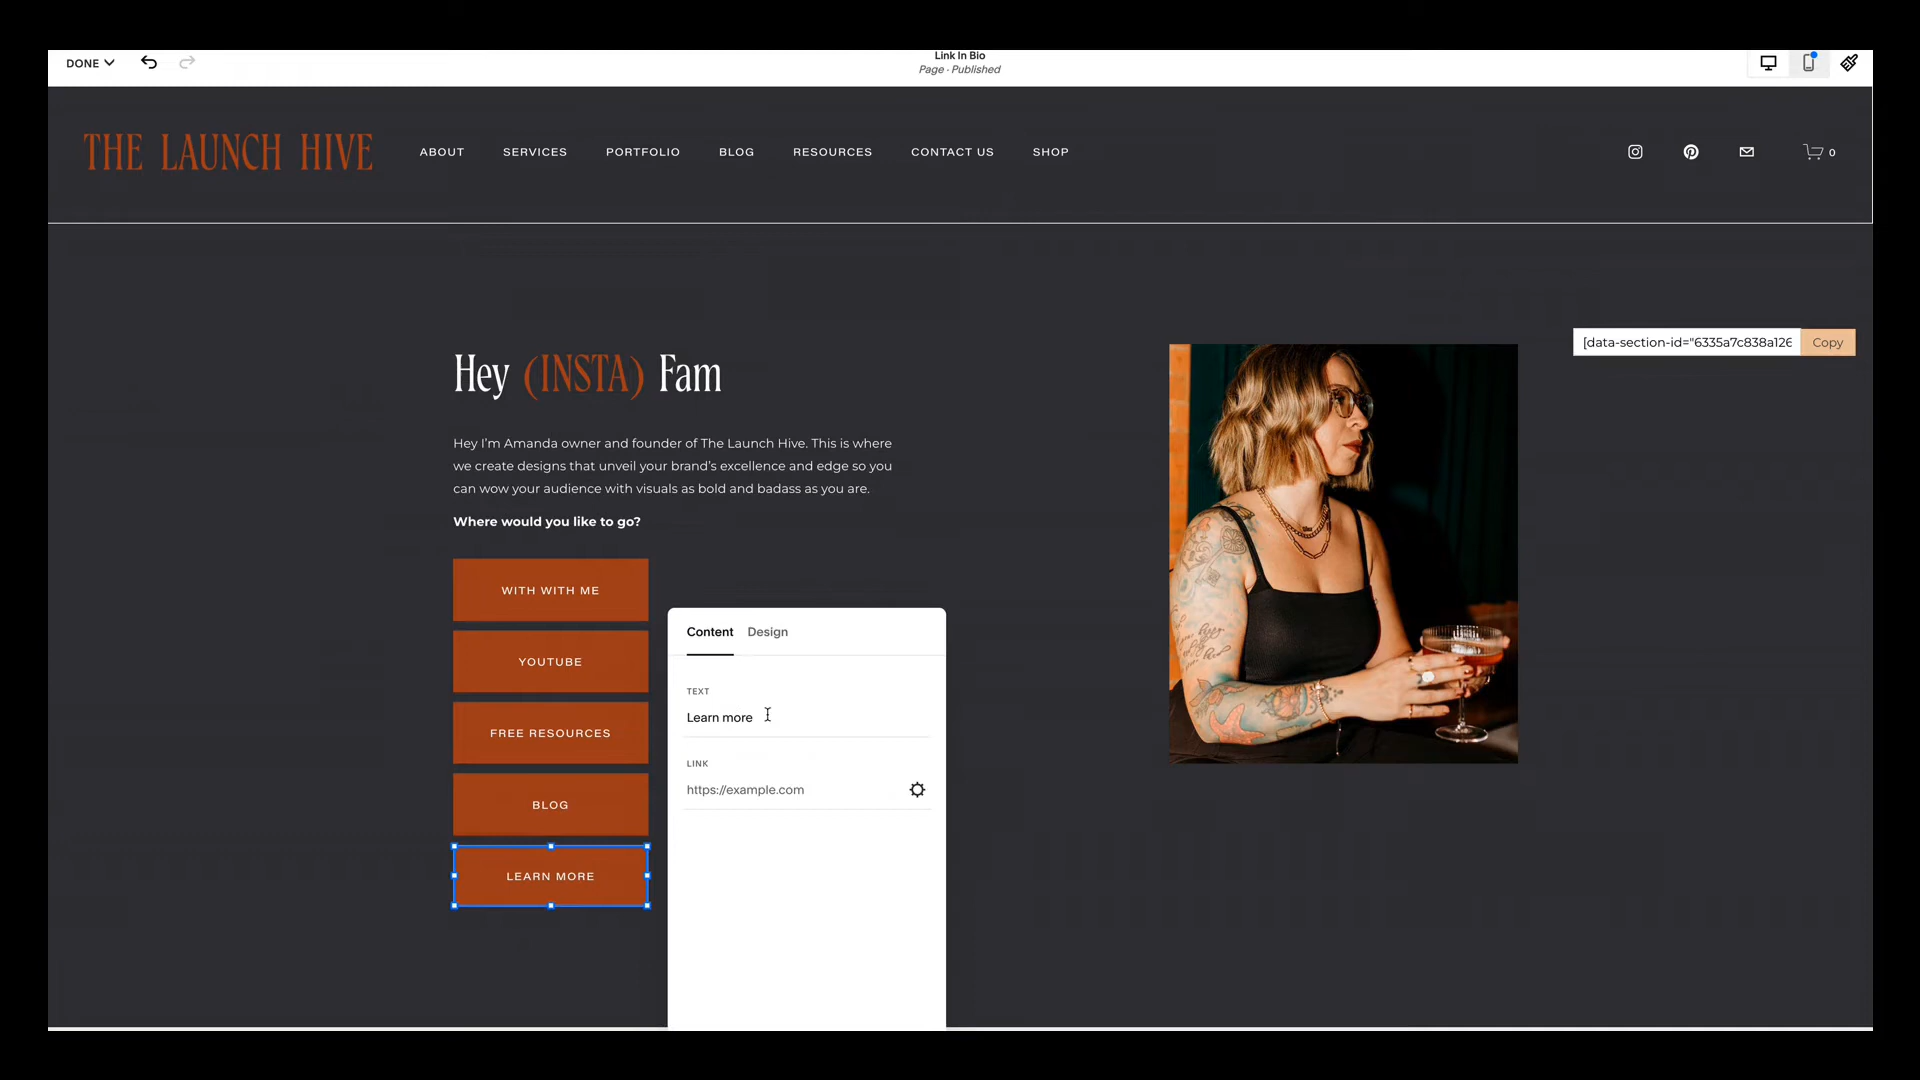 DONE
Link In Bio
Page · Published
THE LAUNCH HIVE
ABOUT SERVICES PORTFOLIO BLOG RESOURCES CONTACT US SHOP
0
[data-section-id="6335a7c838a126
Copy
Hey (INSTA) Fam
Hey I'm Amanda owner and founder of The Launch Hive. This is where
we create designs that unveil your brand's excellence and edge so you
can wow your audience with visuals as bold and badass as you are.
Where would you like to go?
WITH WITH ME
YOUTUBE
FREE RESOURCES
BLOG
LEARN MORE
Content Design
TEXT
Learn more
LINK
https://example.com